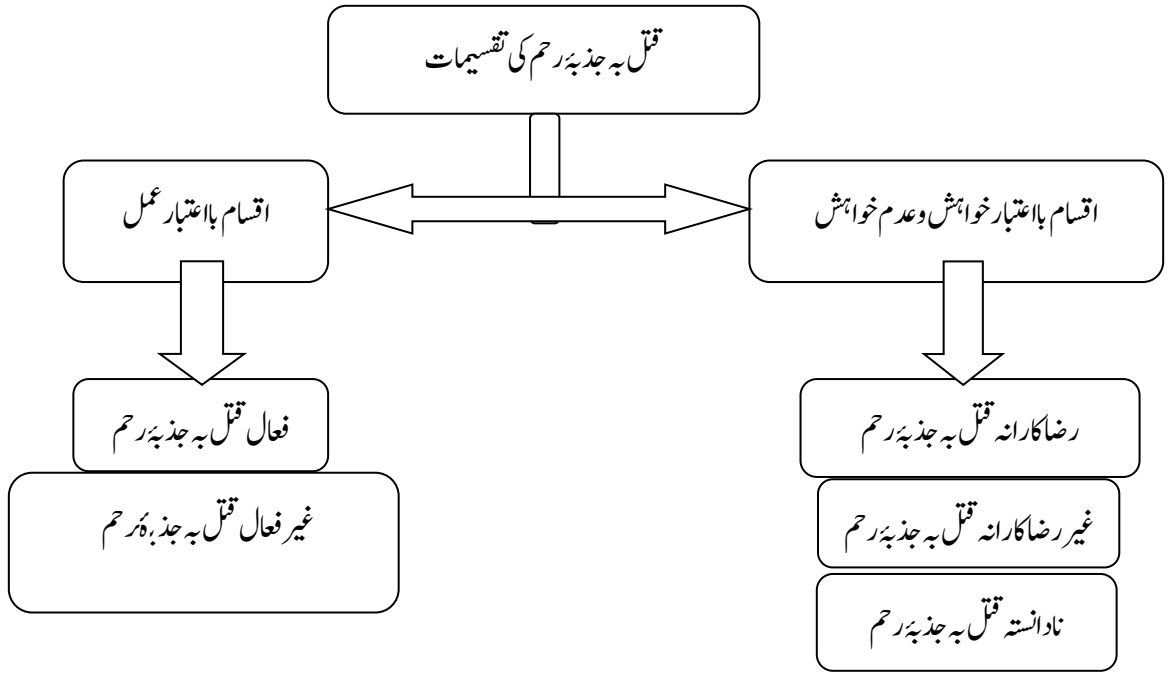 قتل بہ جذبۂ رحم کی تقسیمات
اقسام بااعتبار خواہش وعدم خواہش
اقسام بااعتبار عمل
رضاکارانہ قتل بہ جذبۂ رحم
غیر رضاکارانہ قتل بہ جذبۂ رحم
نادانستہ قتل بہ جذبۂ رحم
فعال قتل بہ جذبۂ رحم
غیر فعال قتل بہ جذبۂ رحم